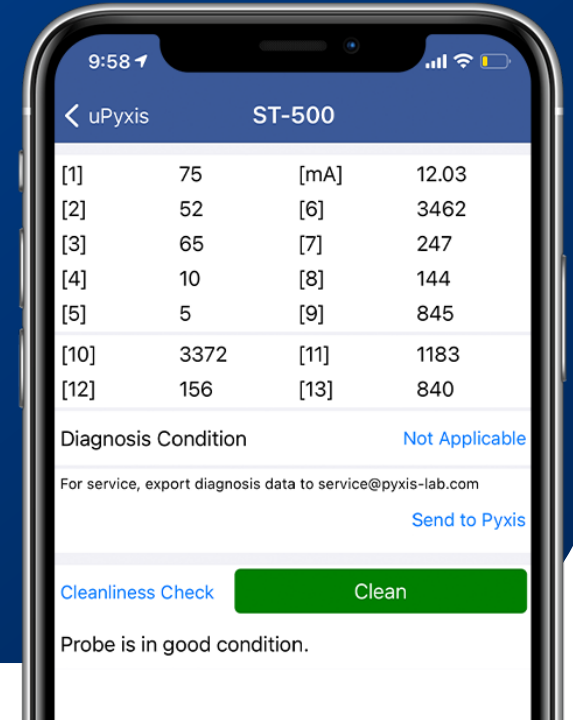 9:58
uPyxis ST-500
[1] 75 [mA] 12.03
[2] 52 [6] 3462
[3] 65 [7] 247
[4] 10 [8] 144
[5] 5 [9] 845
[10] 3372 [11] 1183
[12] 156 [13] 840
Diagnosis Condition Not Applicable
For service, export diagnosis data to service@pyxis-lab.com
Send to Pyxis
Cleanliness Check Clean
Probe is in good condition.